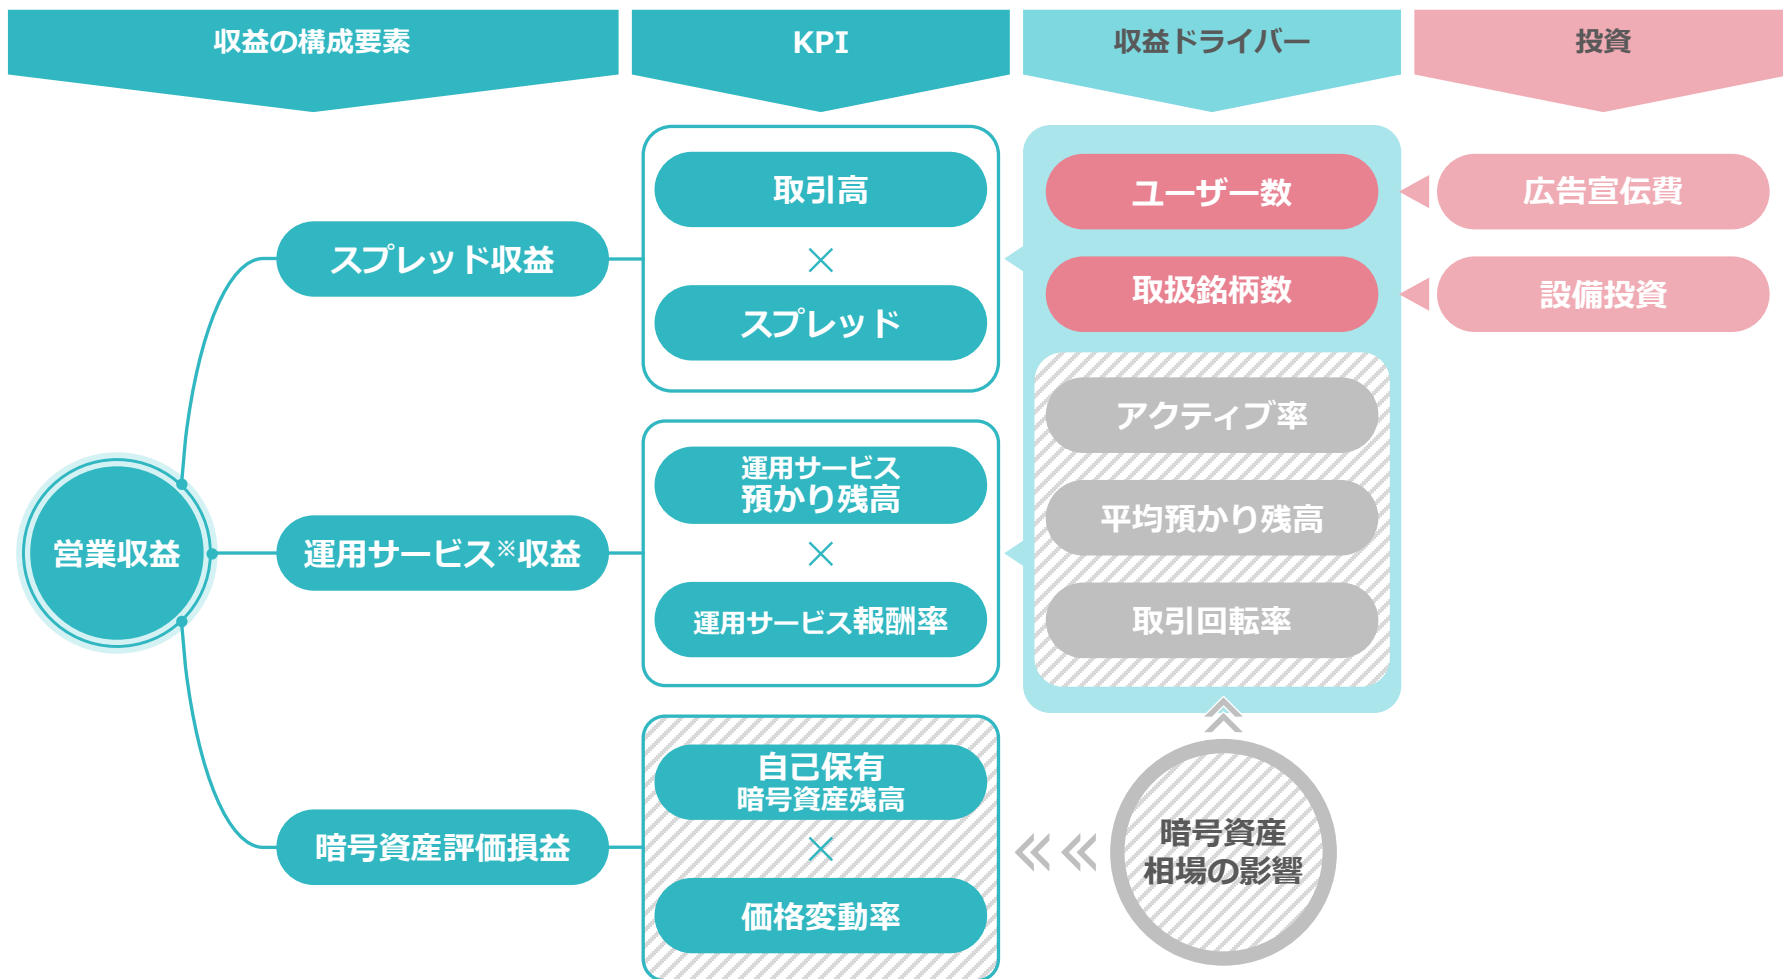 収益の構成要素
KPI
収益ドライバー
投資
取引高
×
スプレッド
スプレッド収益
ユーザー数
広告宣伝費
取扱銘柄数
設備投資
アクティブ率
平均預かり残高
取引回転率
営業収益
運用サービス※収益
運用サービス
預かり残高
×
運用サービス報酬率
暗号資産評価損益
自己保有
暗号資産残高
×
価格変動率
暗号資産
相場の影響